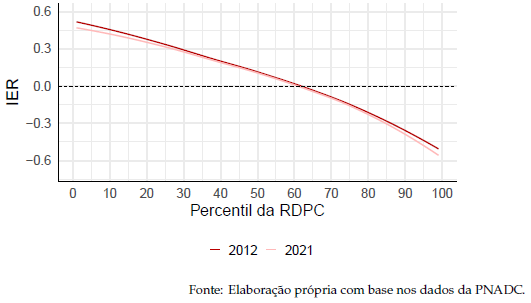 0.6
0.3
0.0
−0.3
−0.6
IER
0 10 20 30 40 50 60 70 80 90 100
Percentil da RDPC
2012 2021
Fonte: Elaboração própria com base nos dados da PNADC.